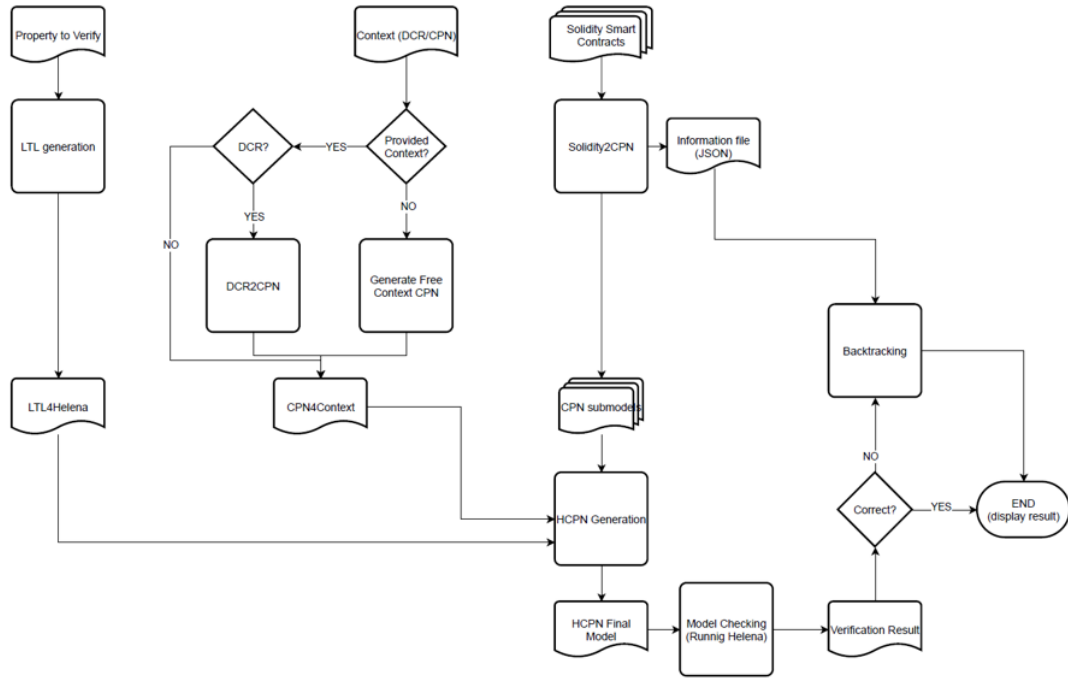 Property to Verify
Context (DCR/CPN)
Solidity Smart
Contracts
LTL generation
DCR?
YES
Provided
Context?
Solidity2CPN
Information file
(JSON)
NO
YES
NO
DCR2CPN
Generate Free
Context CPN
Backtracking
LTL4Helena
CPN4Context
CPN submodels
NO
HCPN Generation
Correct?
YES
END
(display result)
HCPN Final
Model
Model Checking
(Runnig Helena)
Verification Result